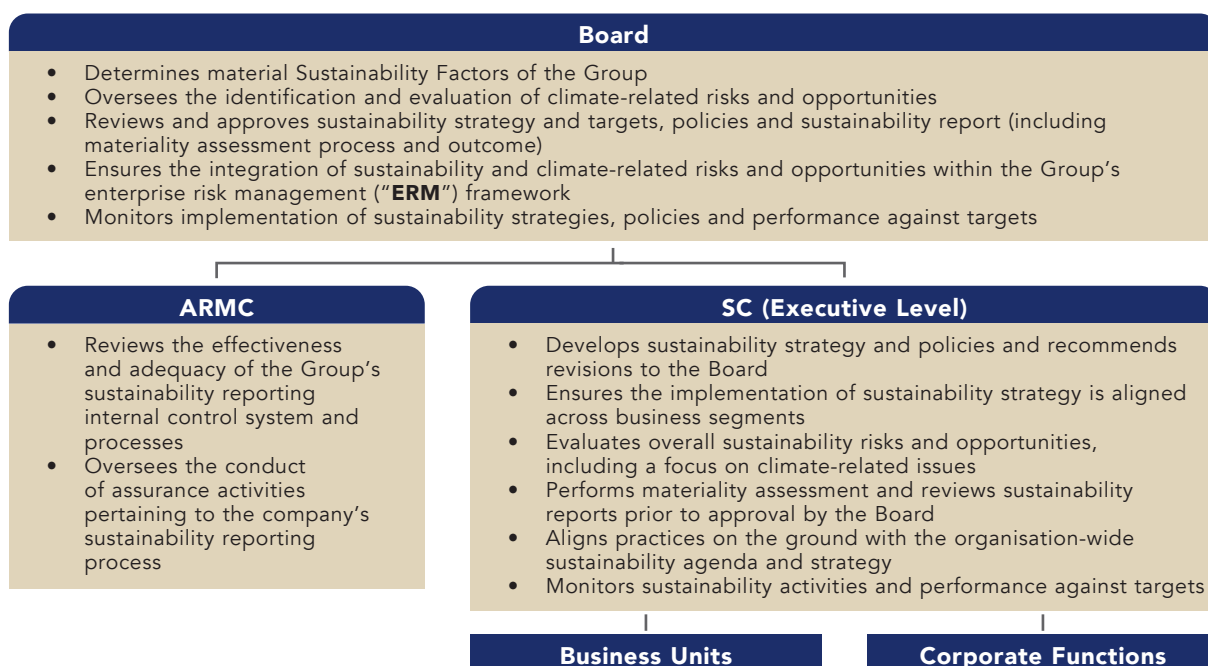 Board
• Determines material Sustainability Factors of the Group
• Oversees the identification and evaluation of climate-related risks and opportunities
• Reviews and approves sustainability strategy and targets, policies and sustainability report (including
materiality assessment process and outcome)
• Ensures the integration of sustainability and climate-related risks and opportunities within the Group's
enterprise risk management (“ERM”) framework
• Monitors implementation of sustainability strategies, policies and performance against targets
ARMC
• Reviews the effectiveness
and adequacy of the Group's
sustainability reporting
internal control system and
processes
• Oversees the conduct
of assurance activities
pertaining to the company's
sustainability reporting
process
SC (Executive Level)
• Develops sustainability strategy and policies and recommends
revisions to the Board
• Ensures the implementation of sustainability strategy is aligned
across business segments
• Evaluates overall sustainability risks and opportunities,
including a focus on climate-related issues
• Performs materiality assessment and reviews sustainability
reports prior to approval by the Board
• Aligns practices on the ground with the organisation-wide
sustainability agenda and strategy
• Monitors sustainability activities and performance against targets
Business Units
Corporate Functions